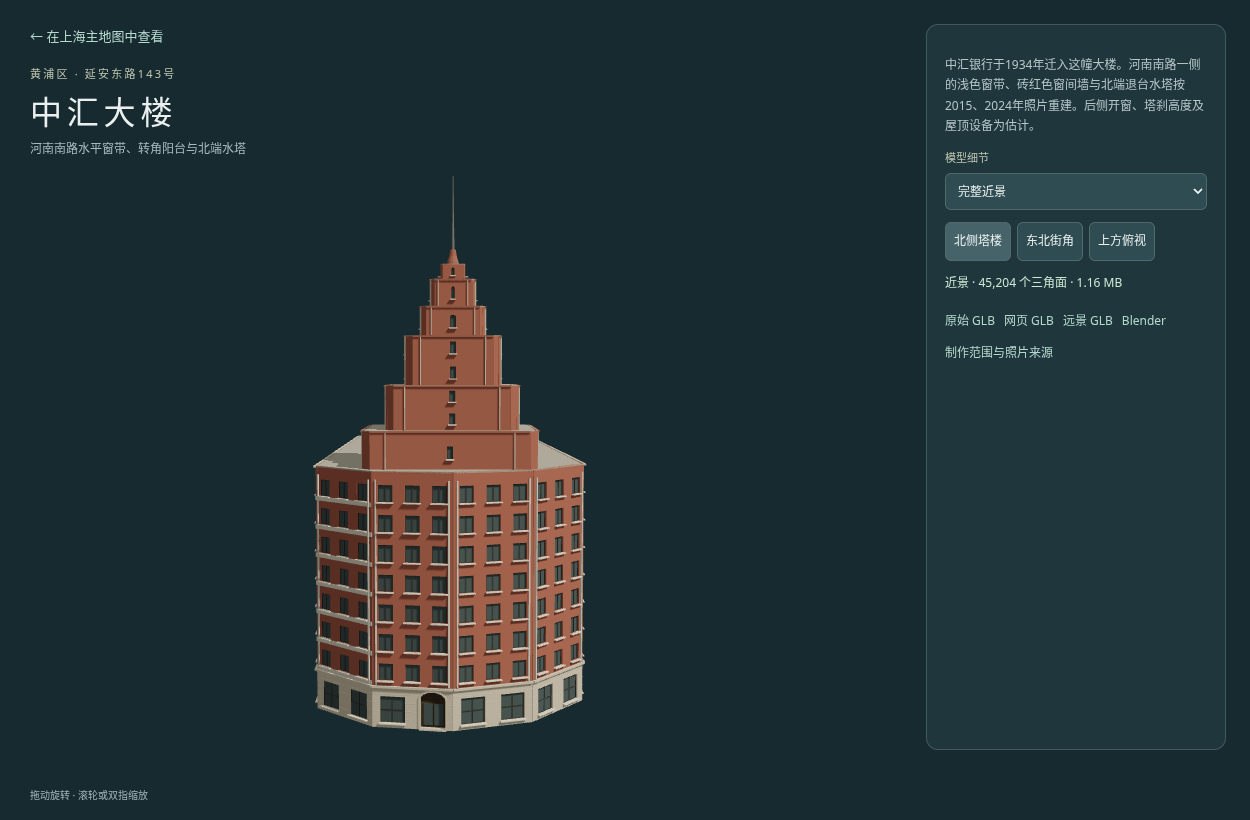 ← 在上海主地图中查看
黄浦区 · 延安东路143号
中汇大楼
河南南路水平窗带、转角阳台与北端水塔
中汇银行于1934年迁入这幢大楼。河南南路一侧
的浅色窗带、砖红色窗间墙与北端退台水塔按
2015、2024年照片重建。后侧开窗、塔刹高度及
屋顶设备为估计。
模型细节
完整近景
北侧塔楼 东北街角 上方俯视
近景 · 45,204 个三角面 · 1.16 MB
原始 GLB 网页 GLB 远景 GLB Blender
制作范围与照片来源
拖动旋转 · 滚轮或双指缩放